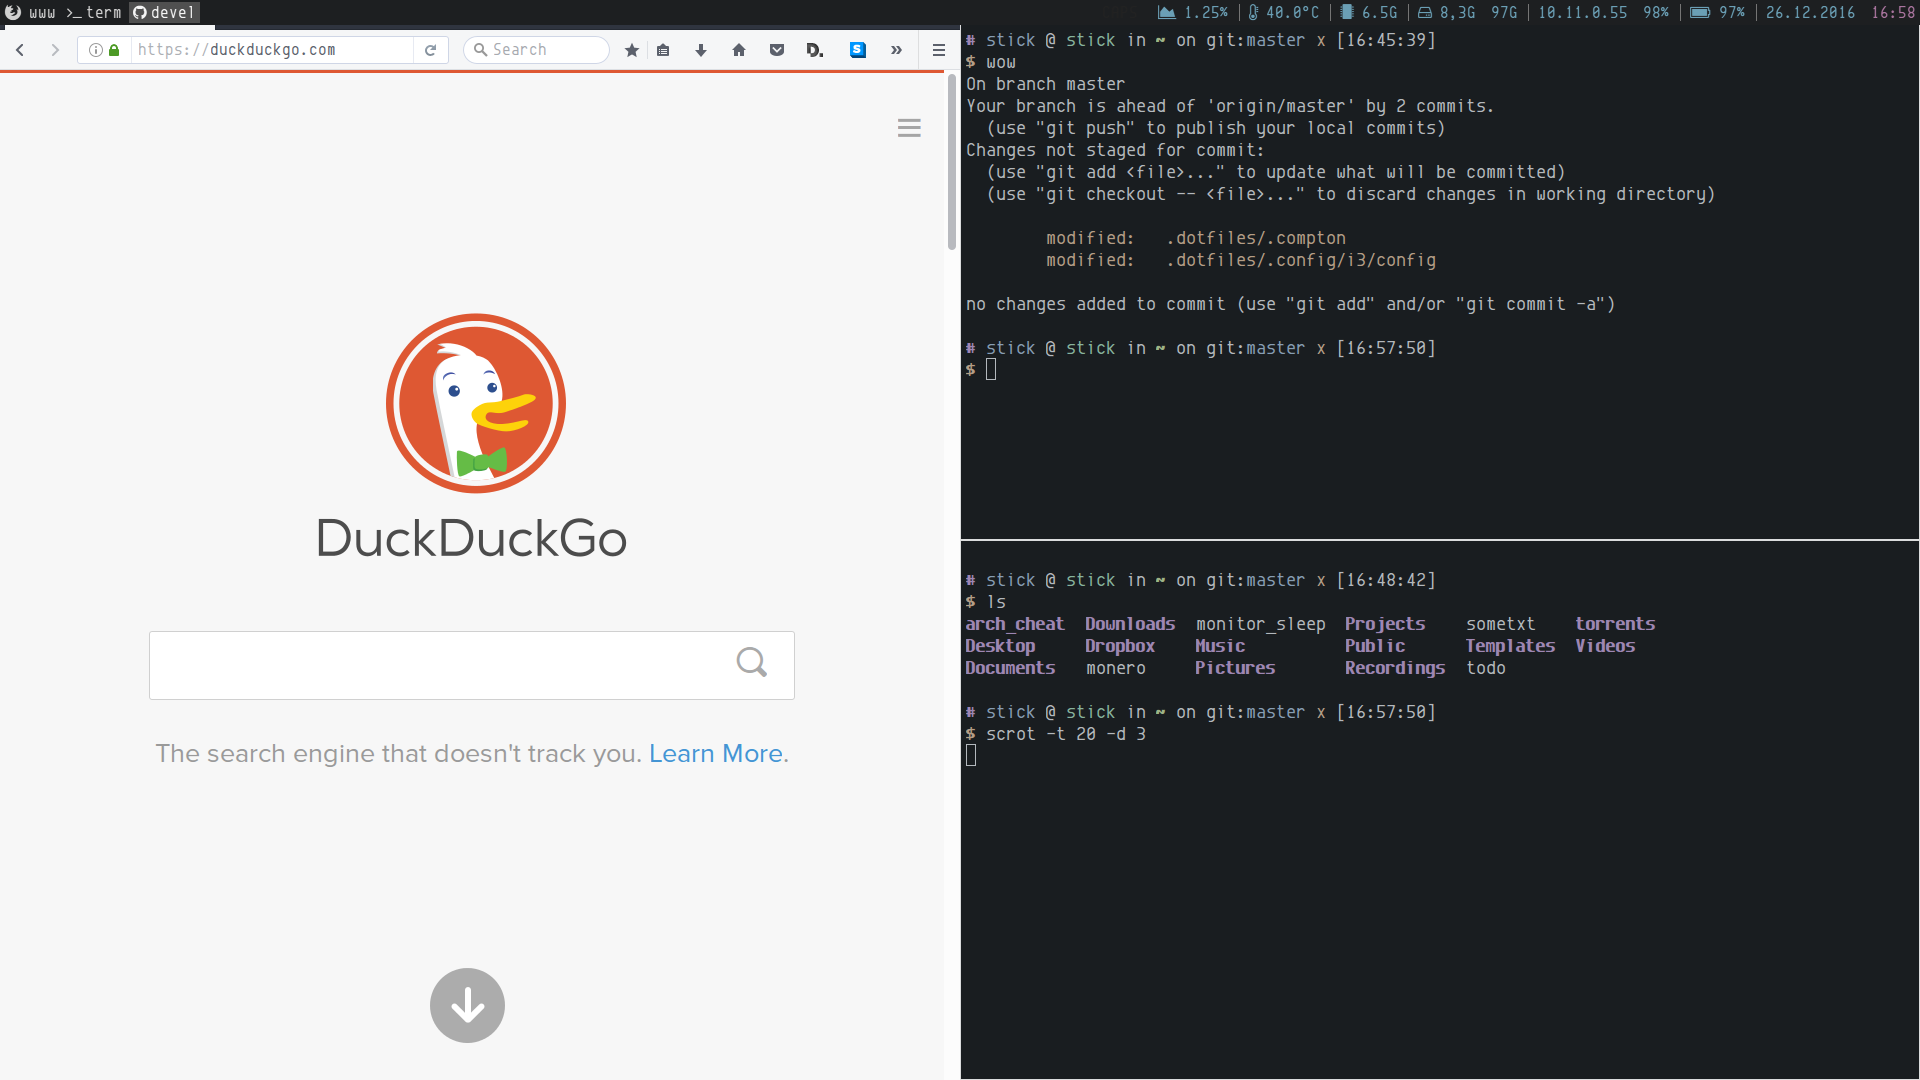 www >_ term devel 1.25% 40.0°C 6.5G 8,3G 97G 10.11.0.55 98% 97% 26.12.2016 16:58
https://duckduckgo.com Search
DuckDuckGo
The search engine that doesn't track you. Learn More.
# stick @ stick in ~ on git:master x [16:45:39]
$ wow
On branch master
Your branch is ahead of 'origin/master' by 2 commits.
  (use "git push" to publish your local commits)
Changes not staged for commit:
  (use "git add <file>..." to update what will be committed)
  (use "git checkout -- <file>..." to discard changes in working directory)
        modified:   .dotfiles/.compton
        modified:   .dotfiles/.config/i3/config
no changes added to commit (use "git add" and/or "git commit -a")
# stick @ stick in ~ on git:master x [16:57:50]
$
# stick @ stick in ~ on git:master x [16:48:42]
$ ls
arch_cheat  Downloads  monitor_sleep  Projects    sometxt    torrents
Desktop     Dropbox    Music          Public      Templates  Videos
Documents   monero     Pictures       Recordings  todo
# stick @ stick in ~ on git:master x [16:57:50]
$ scrot -t 20 -d 3